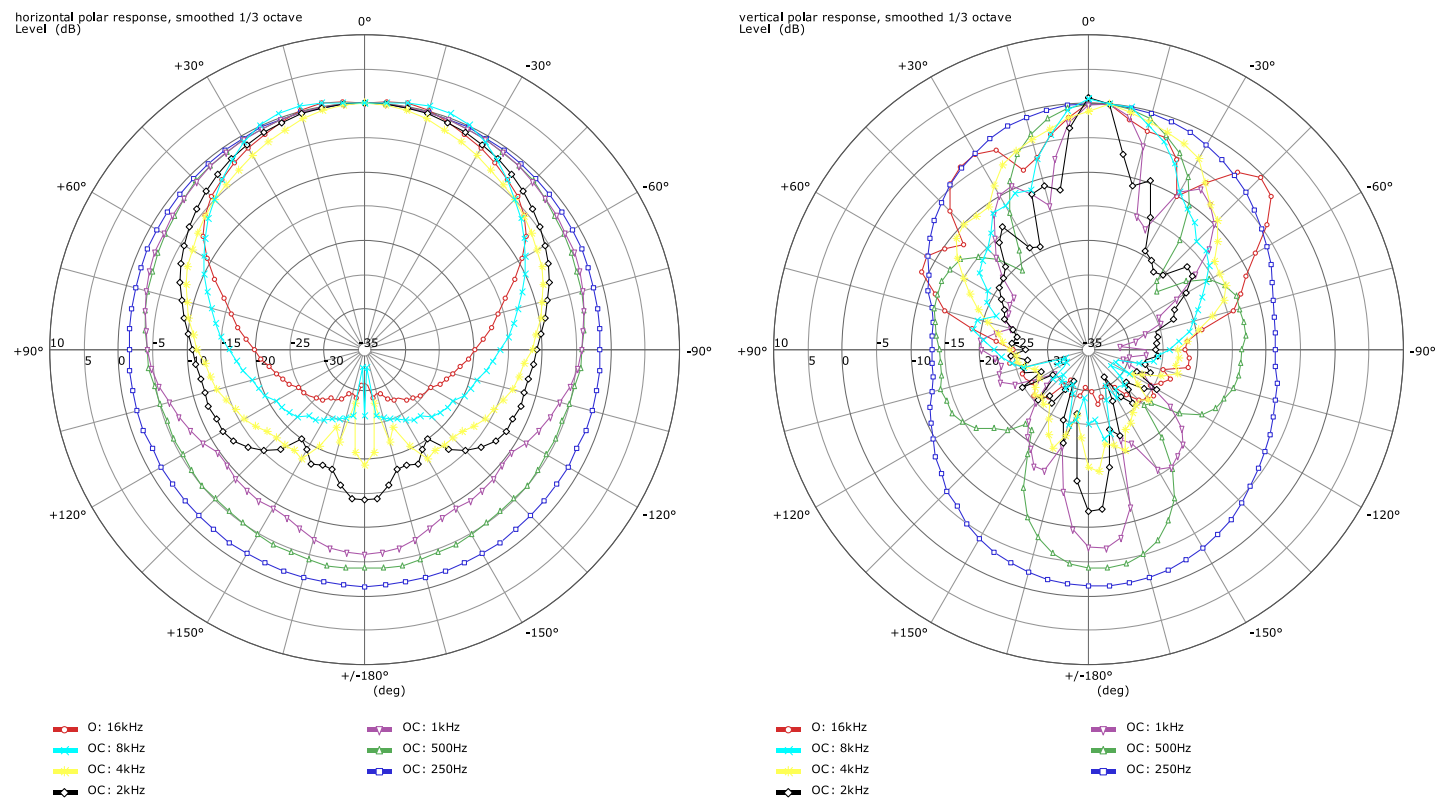 horizontal polar response, smoothed 1/3 octave
Level (dB)
0°
+30°
-30°
+60°
-60°
+90°
10
5
0
-5
-10
-15
-20
-25
-30
-35
-90°
+120°
-120°
+150°
-150°
+/-180°
(deg)
O: 16kHz
OC: 8kHz
OC: 4kHz
OC: 2kHz
OC: 1kHz
OC: 500Hz
OC: 250Hz
vertical polar response, smoothed 1/3 octave
Level (dB)
0°
+30°
-30°
+60°
-60°
+90°
10
5
0
-5
-10
-15
-20
-25
-30
-35
-90°
+120°
-120°
+150°
-150°
+/-180°
(deg)
O: 16kHz
OC: 8kHz
OC: 4kHz
OC: 2kHz
OC: 1kHz
OC: 500Hz
OC: 250Hz